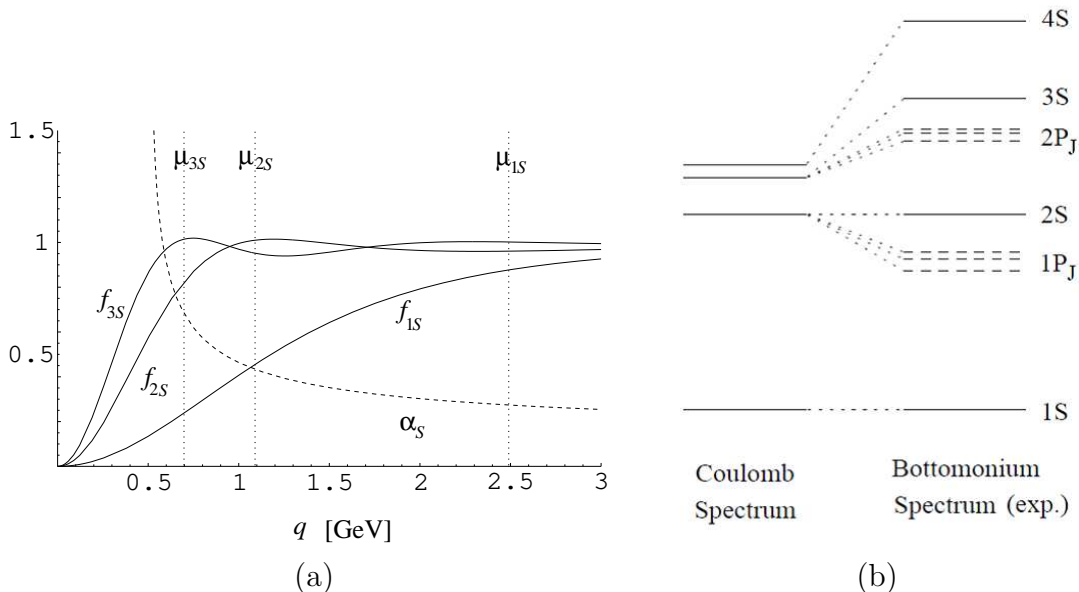 1.5
1
0.5
0.5
1
1.5
2
2.5
3
μ3S
μ2S
μ1S
f3S
f2S
f1S
αS
q [GeV]
(a)
4S
3S
2PJ
2S
1PJ
1S
Coulomb
Spectrum
Bottomonium
Spectrum (exp.)
(b)